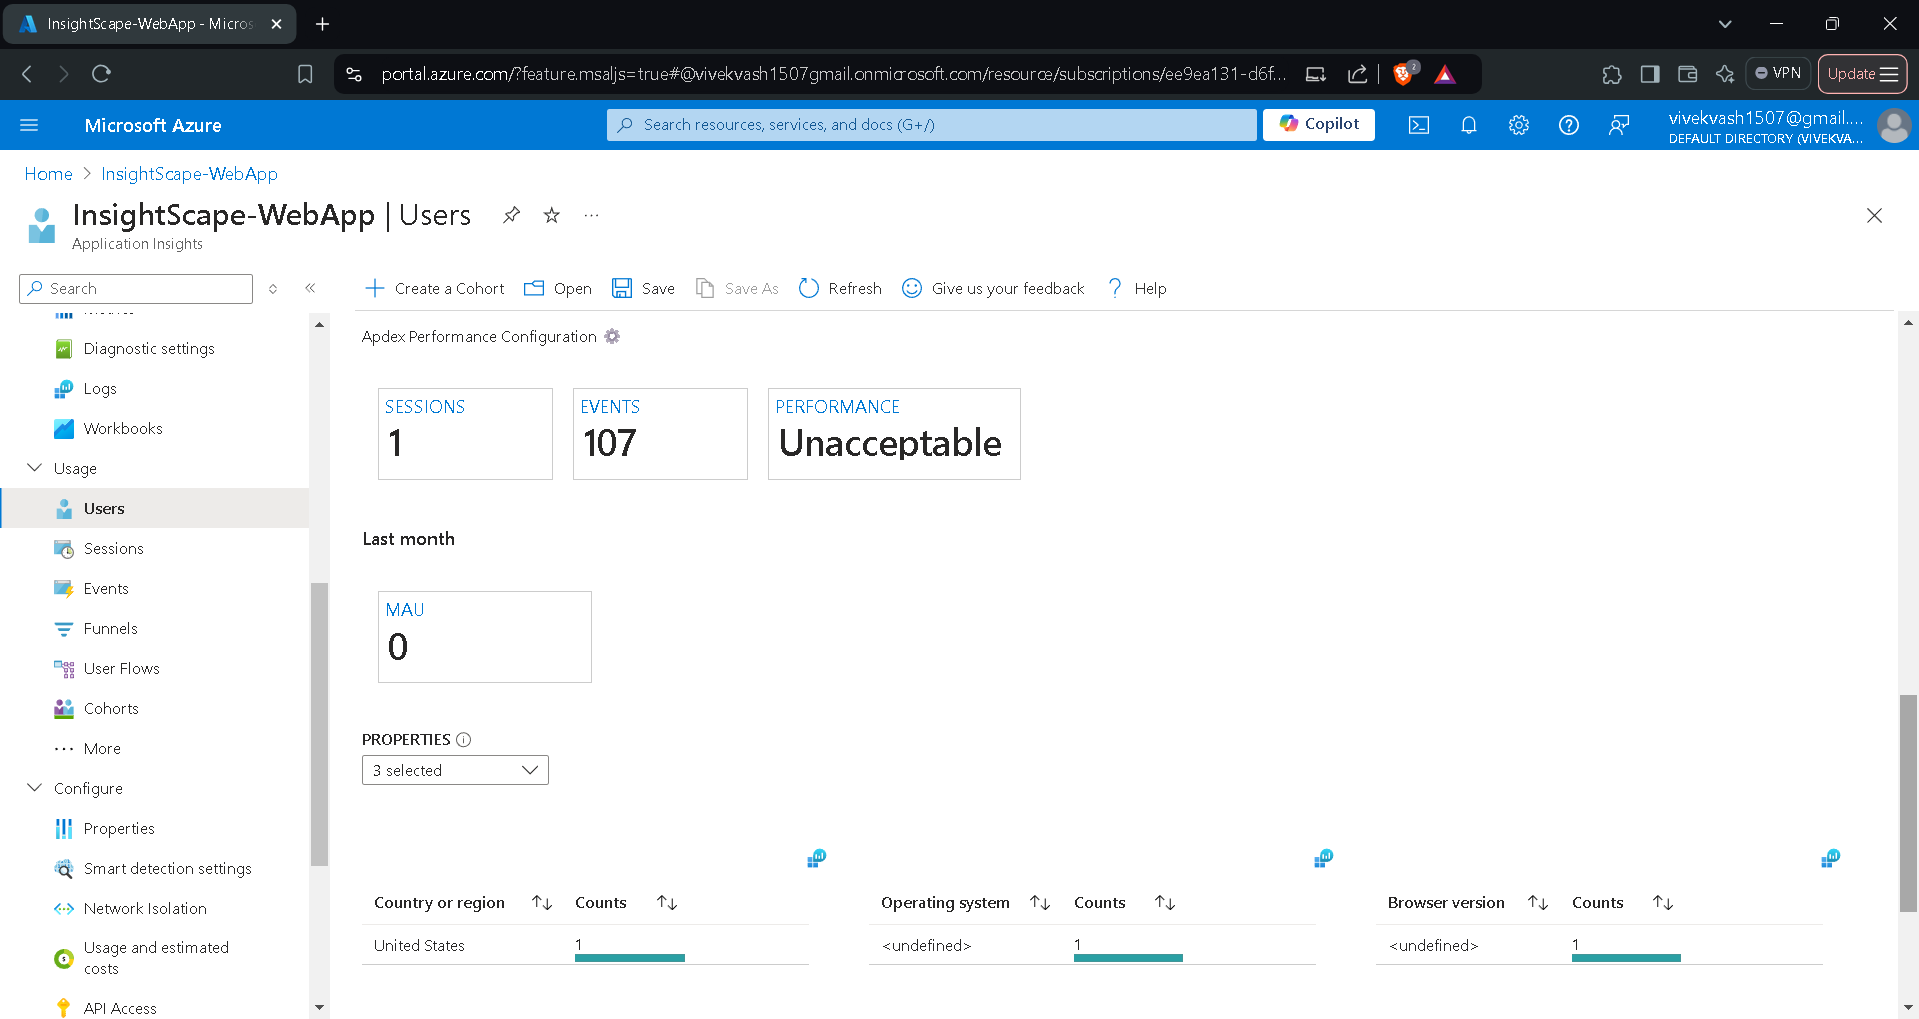 InsightScape-WebApp - Micros
portal.azure.com/?feature.msaljs=true#@vivekvash1507gmail.onmicrosoft.com/resource/subscriptions/ee9ea131-d6f...
2
VPN
Update
Microsoft Azure
Search resources, services, and docs (G+/)
Copilot
vivekvash1507@gmail....
DEFAULT DIRECTORY (VIVEKVA...
Home > InsightScape-WebApp
InsightScape-WebApp | Users
Application Insights
Search
Create a Cohort
Open
Save
Save As
Refresh
Give us your feedback
Help
Metrics
Diagnostic settings
Logs
Workbooks
Usage
Users
Sessions
Events
Funnels
User Flows
Cohorts
More
Configure
Properties
Smart detection settings
Network Isolation
Usage and estimated
costs
API Access
Apdex Performance Configuration
SESSIONS
1
EVENTS
107
PERFORMANCE
Unacceptable
Last month
MAU
0
PROPERTIES
3 selected
Country or region Counts
United States 1
Operating system Counts
<undefined> 1
Browser version Counts
<undefined> 1